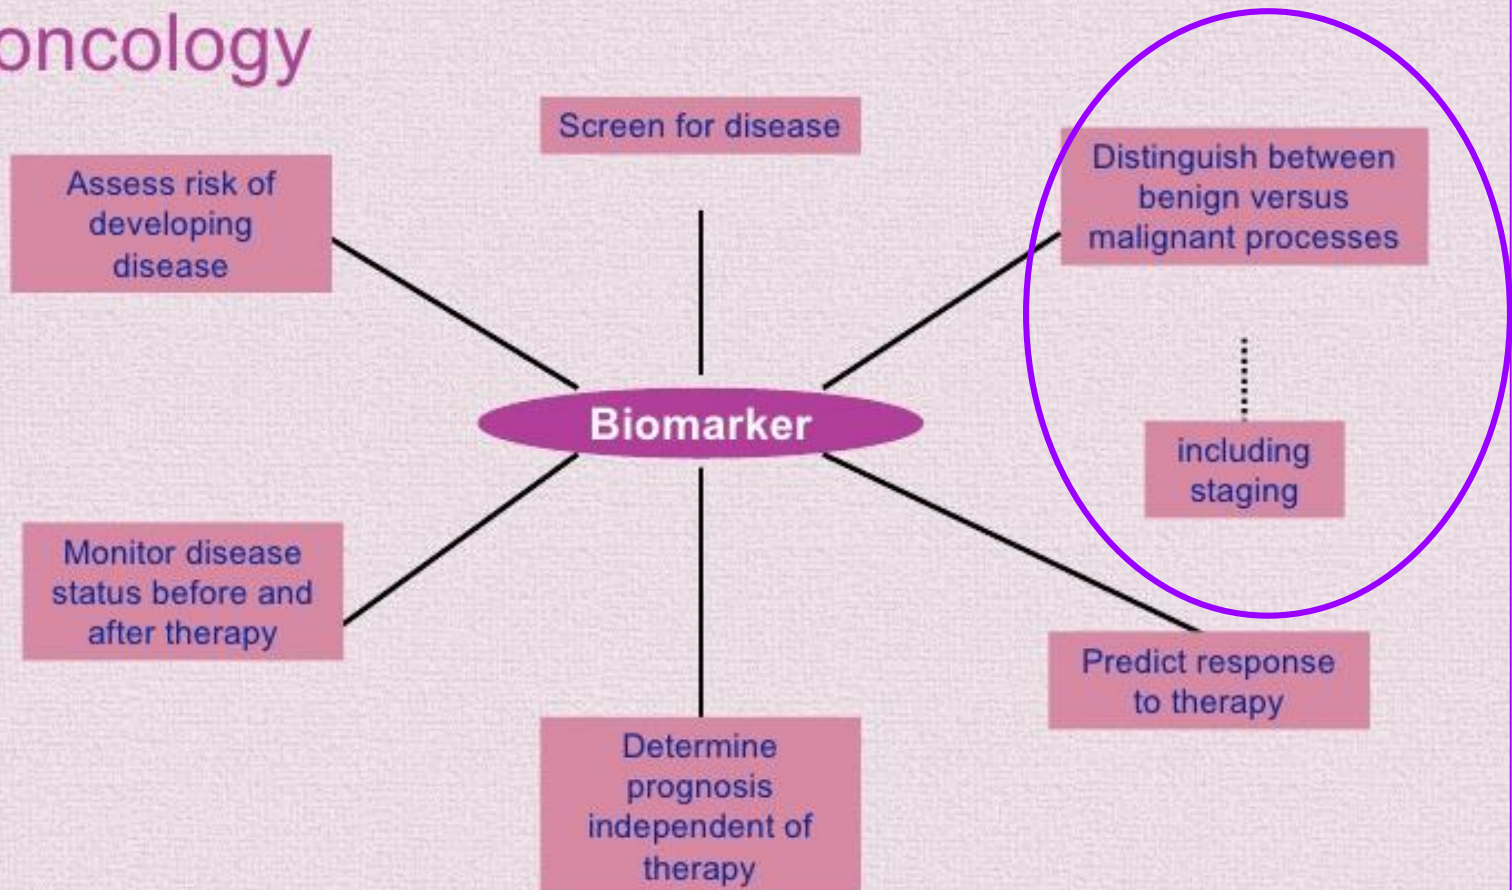 oncology
Screen for disease
Assess risk of
developing
disease
Distinguish between
benign versus
malignant processes
Biomarker
including
staging
Monitor disease
status before and
after therapy
Predict response
to therapy
Determine
prognosis
independent of
therapy